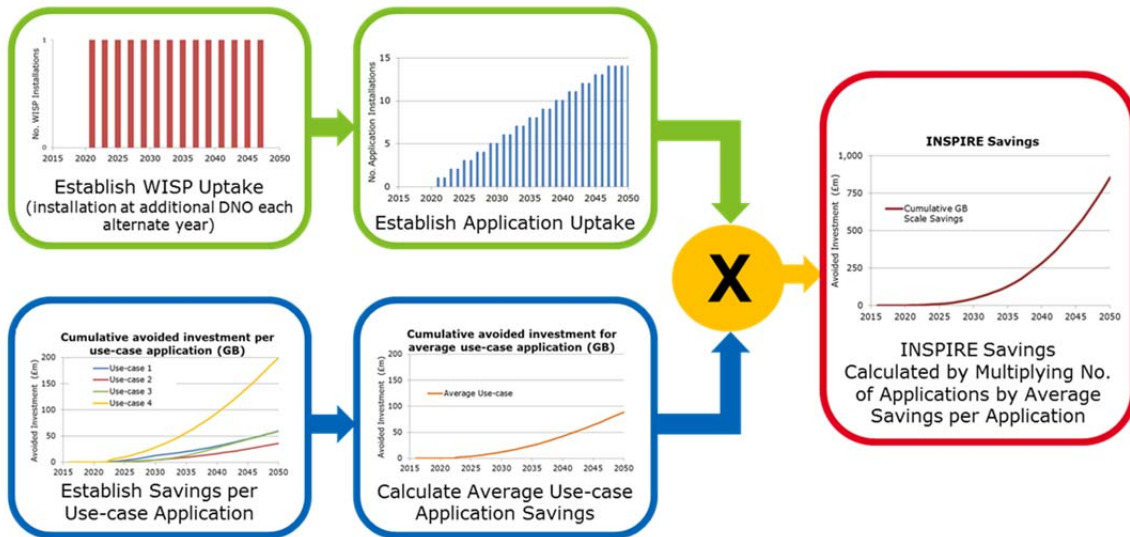 No. WISP Installations
1
0
2015 2020 2025 2030 2035 2040 2045 2050
Establish WISP Uptake
(installation at additional DNO each
alternate year)
No. Application Installations
15
10
5
0
2015 2020 2025 2030 2035 2040 2045 2050
Establish Application Uptake
Cumulative avoided investment per
use-case application (GB)
Avoided Investment (£m)
200
150
100
50
0
Use-case 1
Use-case 2
Use-case 3
Use-case 4
2015 2020 2025 2030 2035 2040 2045 2050
Establish Savings per
Use-case Application
Cumulative avoided investment for
average use-case application (GB)
Avoided Investment (£m)
200
150
100
50
0
Average Use-case
2015 2020 2025 2030 2035 2040 2045 2050
Calculate Average Use-case
Application Savings
X
INSPIRE Savings
Avoided Investment (£m)
1,000
750
500
250
0
Cumulative GB
Scale Savings
2015 2020 2025 2030 2035 2040 2045 2050
INSPIRE Savings
Calculated by Multiplying No.
of Applications by Average
Savings per Application